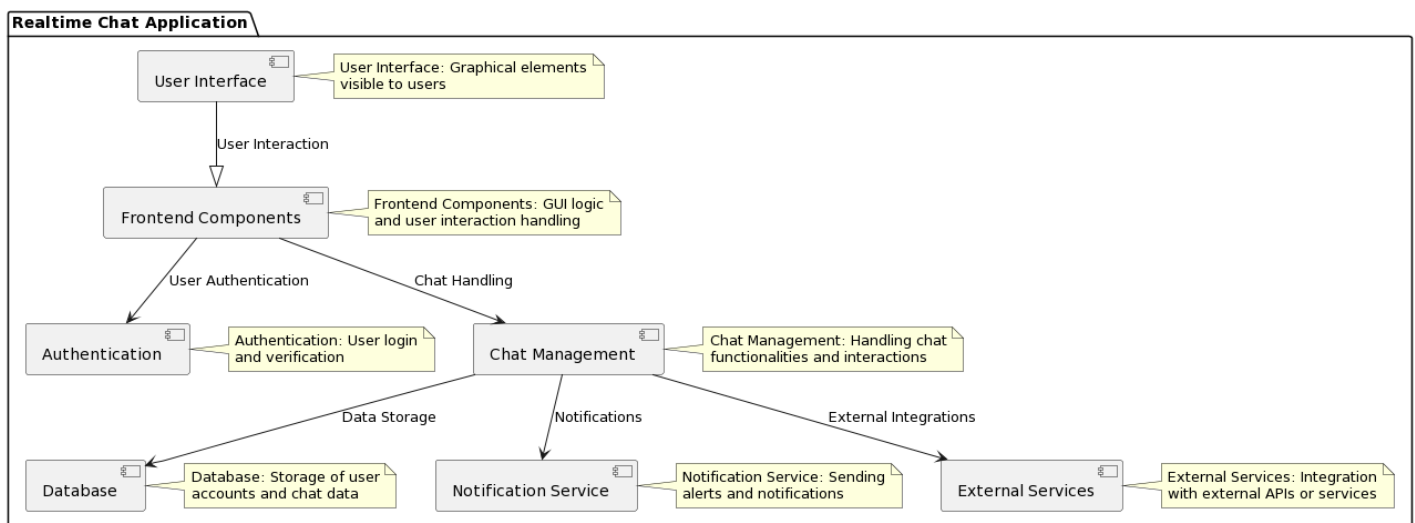 Realtime Chat Application
User Interface
User Interface: Graphical elements
visible to users
User Interaction
Frontend Components
Frontend Components: GUI logic
and user interaction handling
User Authentication
Chat Handling
Authentication
Authentication: User login
and verification
Chat Management
Chat Management: Handling chat
functionalities and interactions
Data Storage
Notifications
External Integrations
Database
Database: Storage of user
accounts and chat data
Notification Service
Notification Service: Sending
alerts and notifications
External Services
External Services: Integration
with external APIs or services